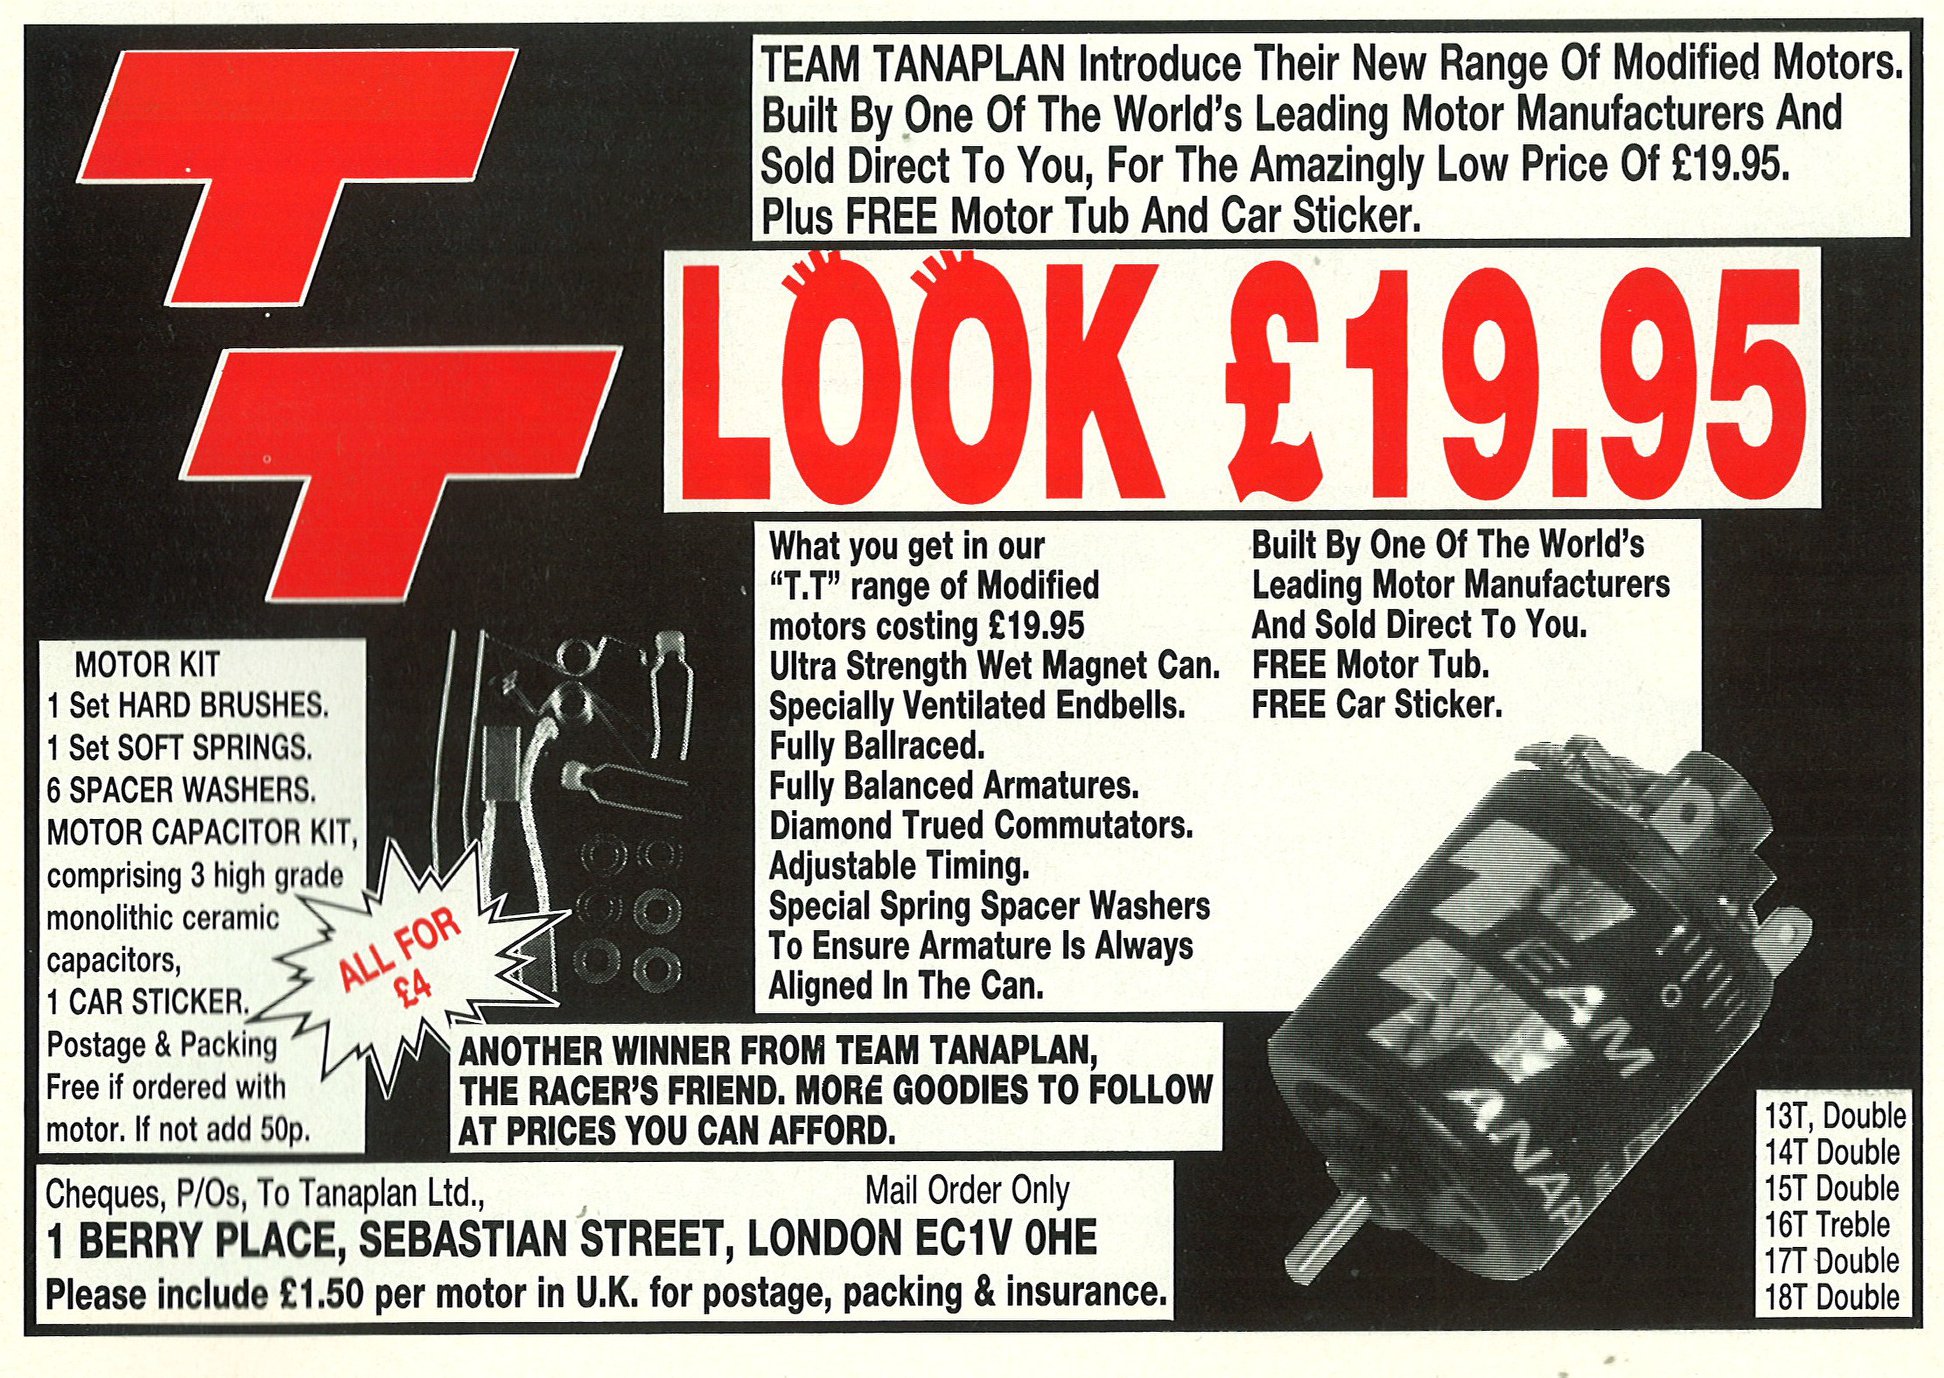 T
T
TEAM TANAPLAN Introduce Their New Range Of Modified Motors.
Built By One Of The World's Leading Motor Manufacturers And
Sold Direct To You, For The Amazingly Low Price Of £19.95.
Plus FREE Motor Tub And Car Sticker.
LOOK £19.95
What you get in our
“T.T” range of Modified
motors costing £19.95
Ultra Strength Wet Magnet Can.
Specially Ventilated Endbells.
Fully Ballraced.
Fully Balanced Armatures.
Diamond Trued Commutators.
Adjustable Timing.
Special Spring Spacer Washers
To Ensure Armature Is Always
Aligned In The Can.
Built By One Of The World's
Leading Motor Manufacturers
And Sold Direct To You.
FREE Motor Tub.
FREE Car Sticker.
MOTOR KIT
1 Set HARD BRUSHES.
1 Set SOFT SPRINGS.
6 SPACER WASHERS.
MOTOR CAPACITOR KIT,
comprising 3 high grade
monolithic ceramic
capacitors,
1 CAR STICKER.
Postage & Packing
Free if ordered with
motor. If not add 50p.
ALL FOR
£4
ANOTHER WINNER FROM TEAM TANAPLAN,
THE RACER'S FRIEND. MORE GOODIES TO FOLLOW
AT PRICES YOU CAN AFFORD.
TEAM
TANAP
13T, Double
14T Double
15T Double
16T Treble
17T Double
18T Double
Cheques, P/Os, To Tanaplan Ltd., Mail Order Only
1 BERRY PLACE, SEBASTIAN STREET, LONDON EC1V 0HE
Please include £1.50 per motor in U.K. for postage, packing & insurance.